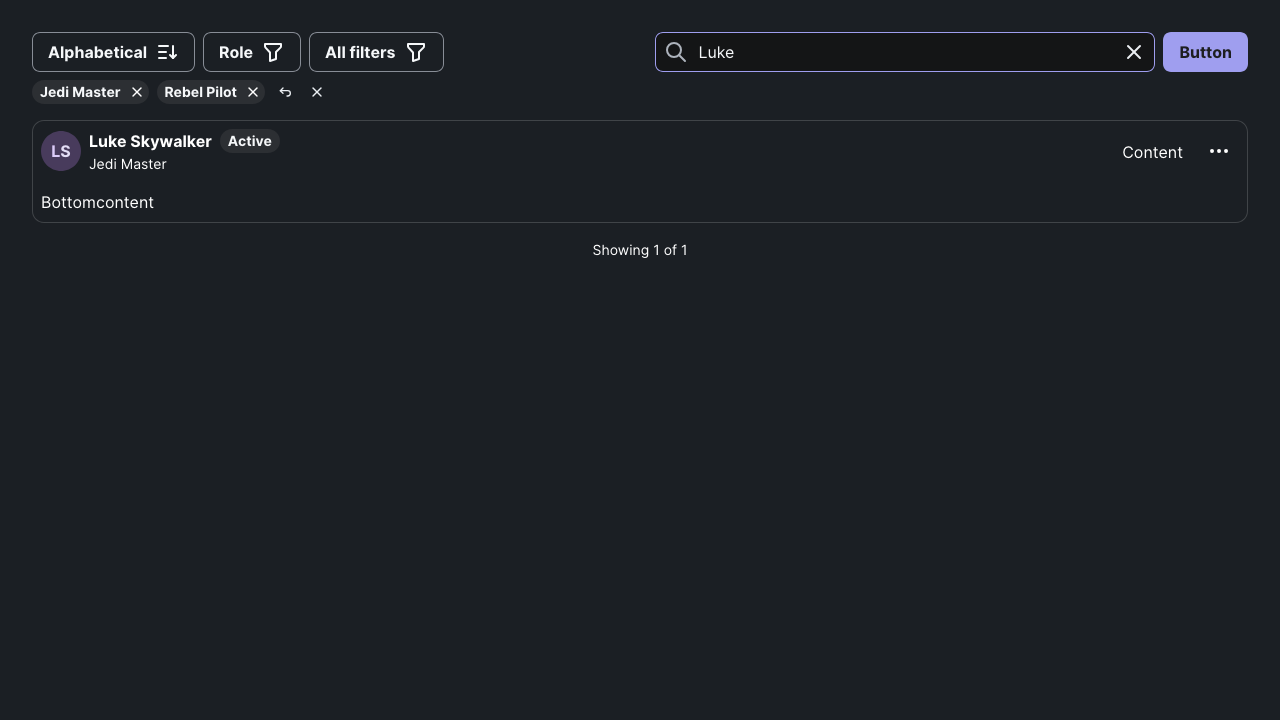 Alphabetical Role All filters Luke Button
Jedi Master Rebel Pilot
LS Luke Skywalker Active
Jedi Master
Content
Bottomcontent
Showing 1 of 1